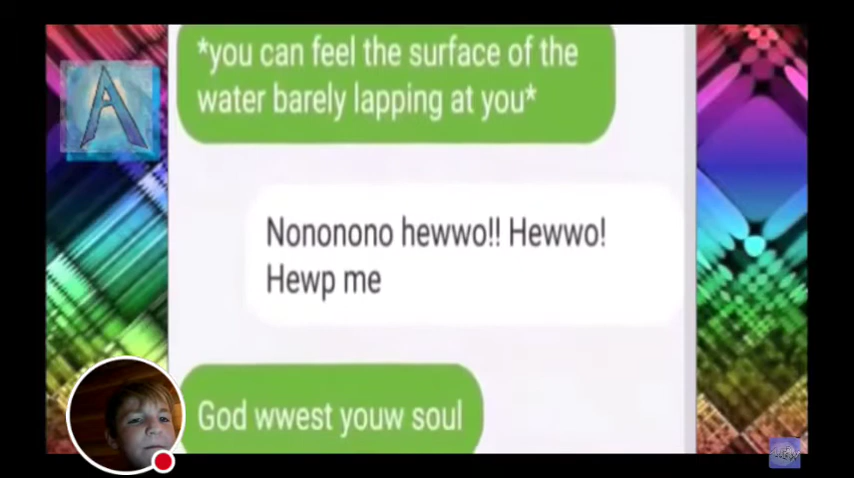 *you can feel the surface of the
water barely lapping at you*
Nononono hewwo!! Hewwo!
Hewp me
God wwest youw soul
A